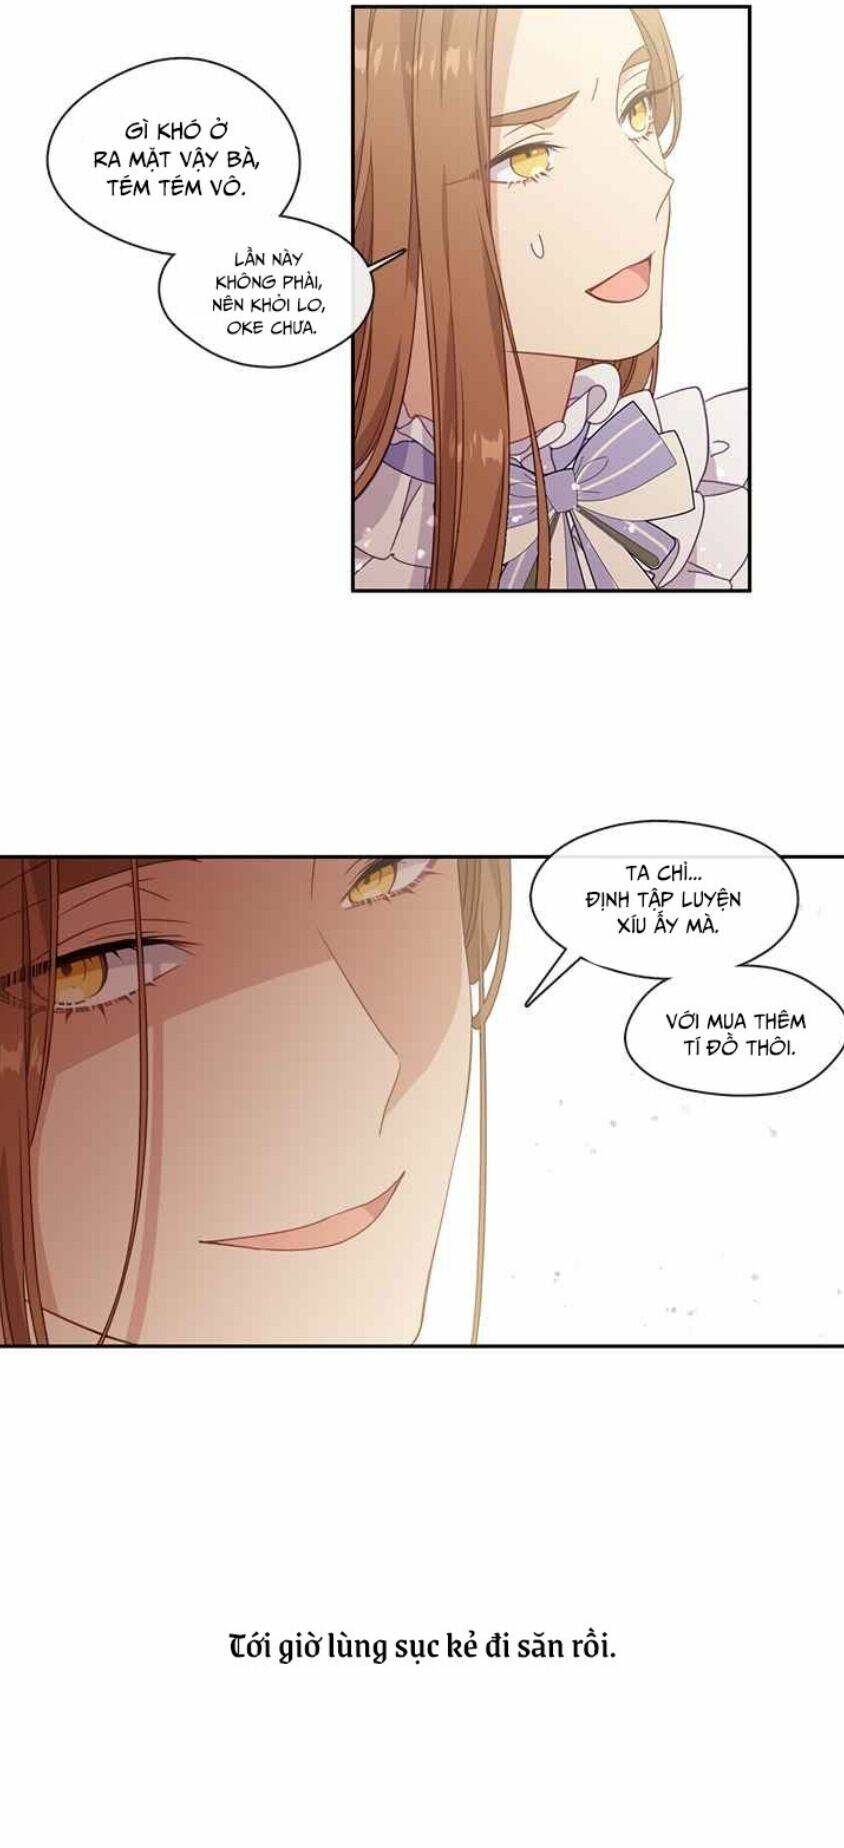 GÌ KHÓ Ở
RA MẶT VẬY BÀ,
TÉM TÉM VÔ.
LẦN NÀY
KHÔNG PHẢI,
NÊN KHỎI LO,
OKE CHƯA.
TA CHỈ...
ĐỊNH TẬP LUYỆN
XÍU ẤY MÀ.
VỚI MUA THÊM
TÍ ĐỒ THÔI.
Tới giờ lùng sục kẻ đi săn rồi.